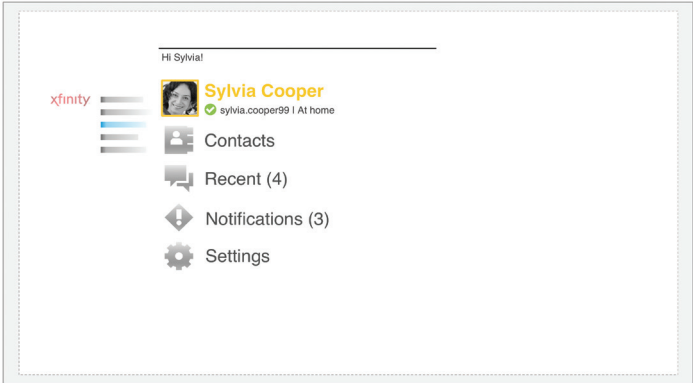 Hi Sylvia!
Sylvia Cooper
sylvia.cooper99 I At home
xfinity
Contacts
Recent (4)
Notifications (3)
Settings